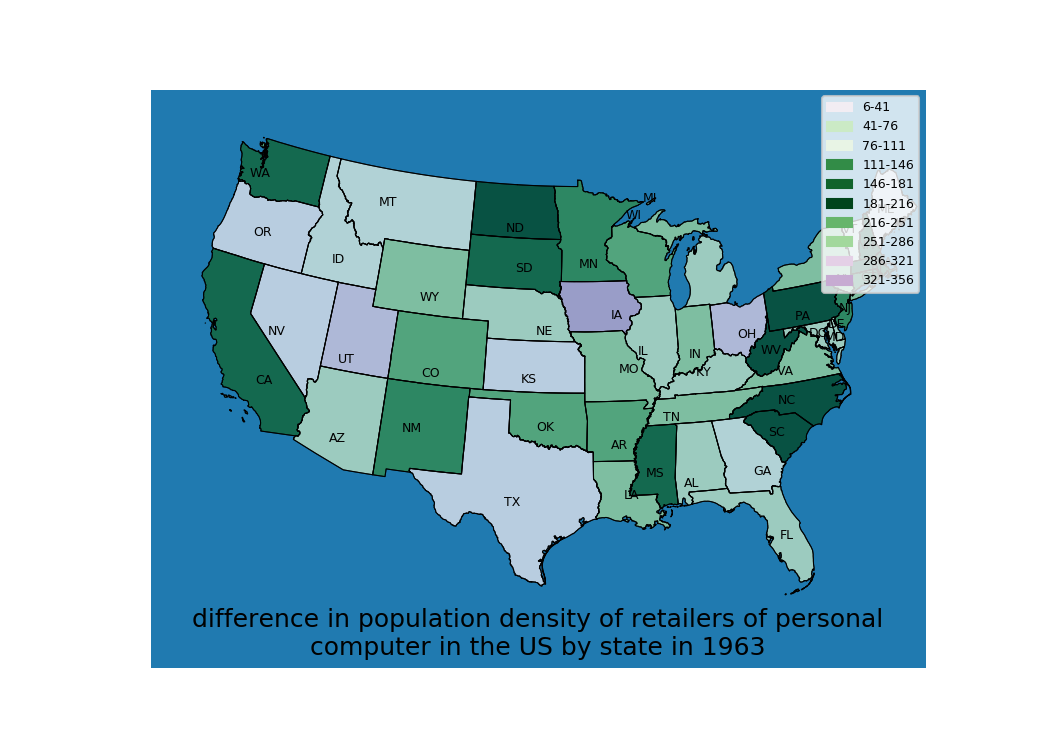 6-41
41-76
76-111
111-146
146-181
181-216
216-251
251-286
286-321
321-356
WA
MT
ME
MI
WI
OR
ND
ID
MN
SD
WY
NJ
IA
PA
DE
NV
NE
OH
DC
MD
WV
IL
IN
UT
MO
KY
VA
CO
KS
CA
NC
TN
NM
OK
SC
AZ
AR
GA
MS
AL
LA
TX
FL
difference in population density of retailers of personal
computer in the US by state in 1963